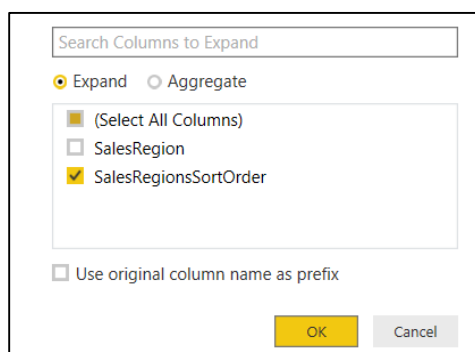 Search Columns to Expand
Expand Aggregate
(Select All Columns)
SalesRegion
SalesRegionsSortOrder
Use original column name as prefix
OK Cancel